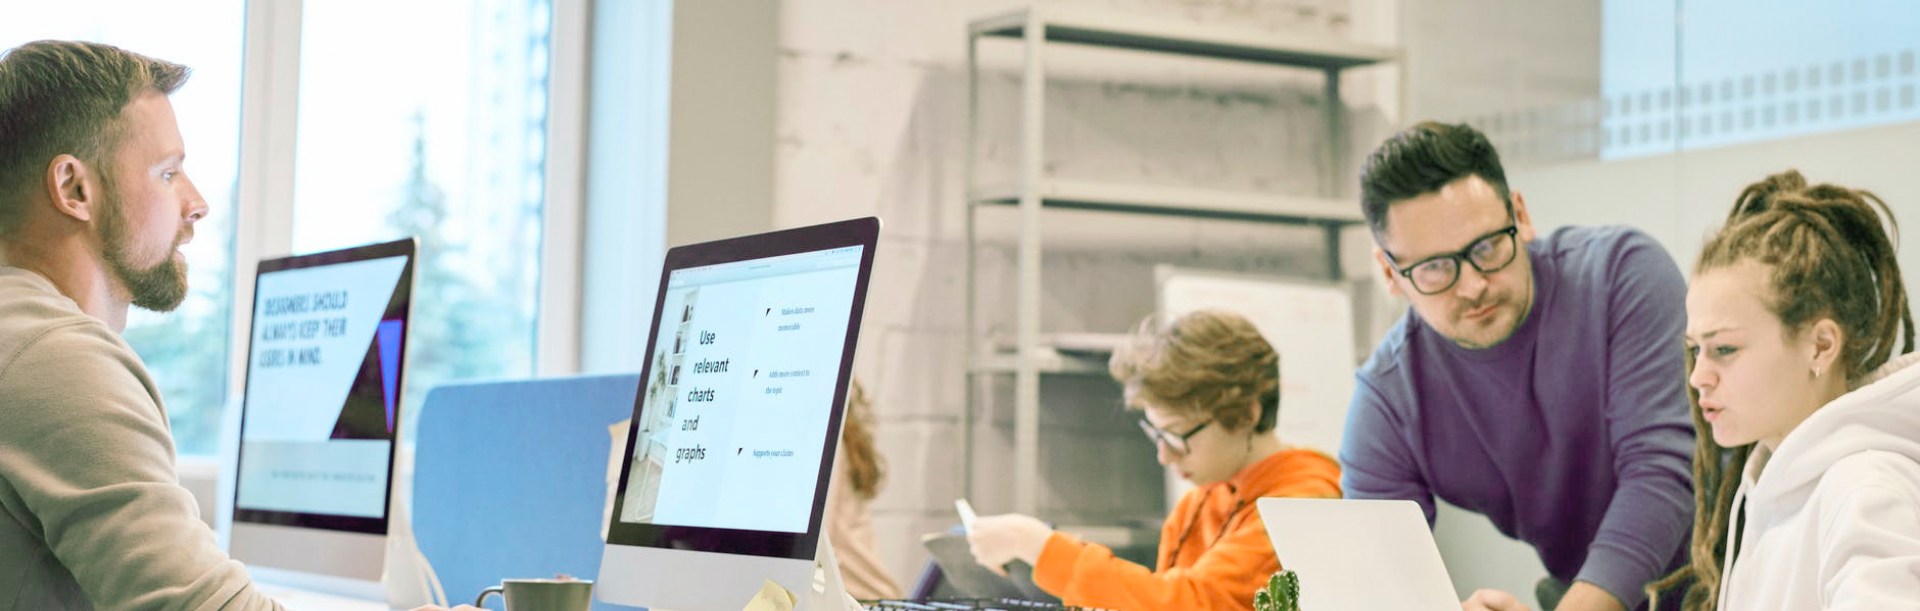 DESIGNERS SHOULD
ALWAYS KEEP THEIR
USERS IN MIND.
Use
relevant
charts
and
graphs
Makes data more
memorable
Adds more context to
the topic
Supports your claims